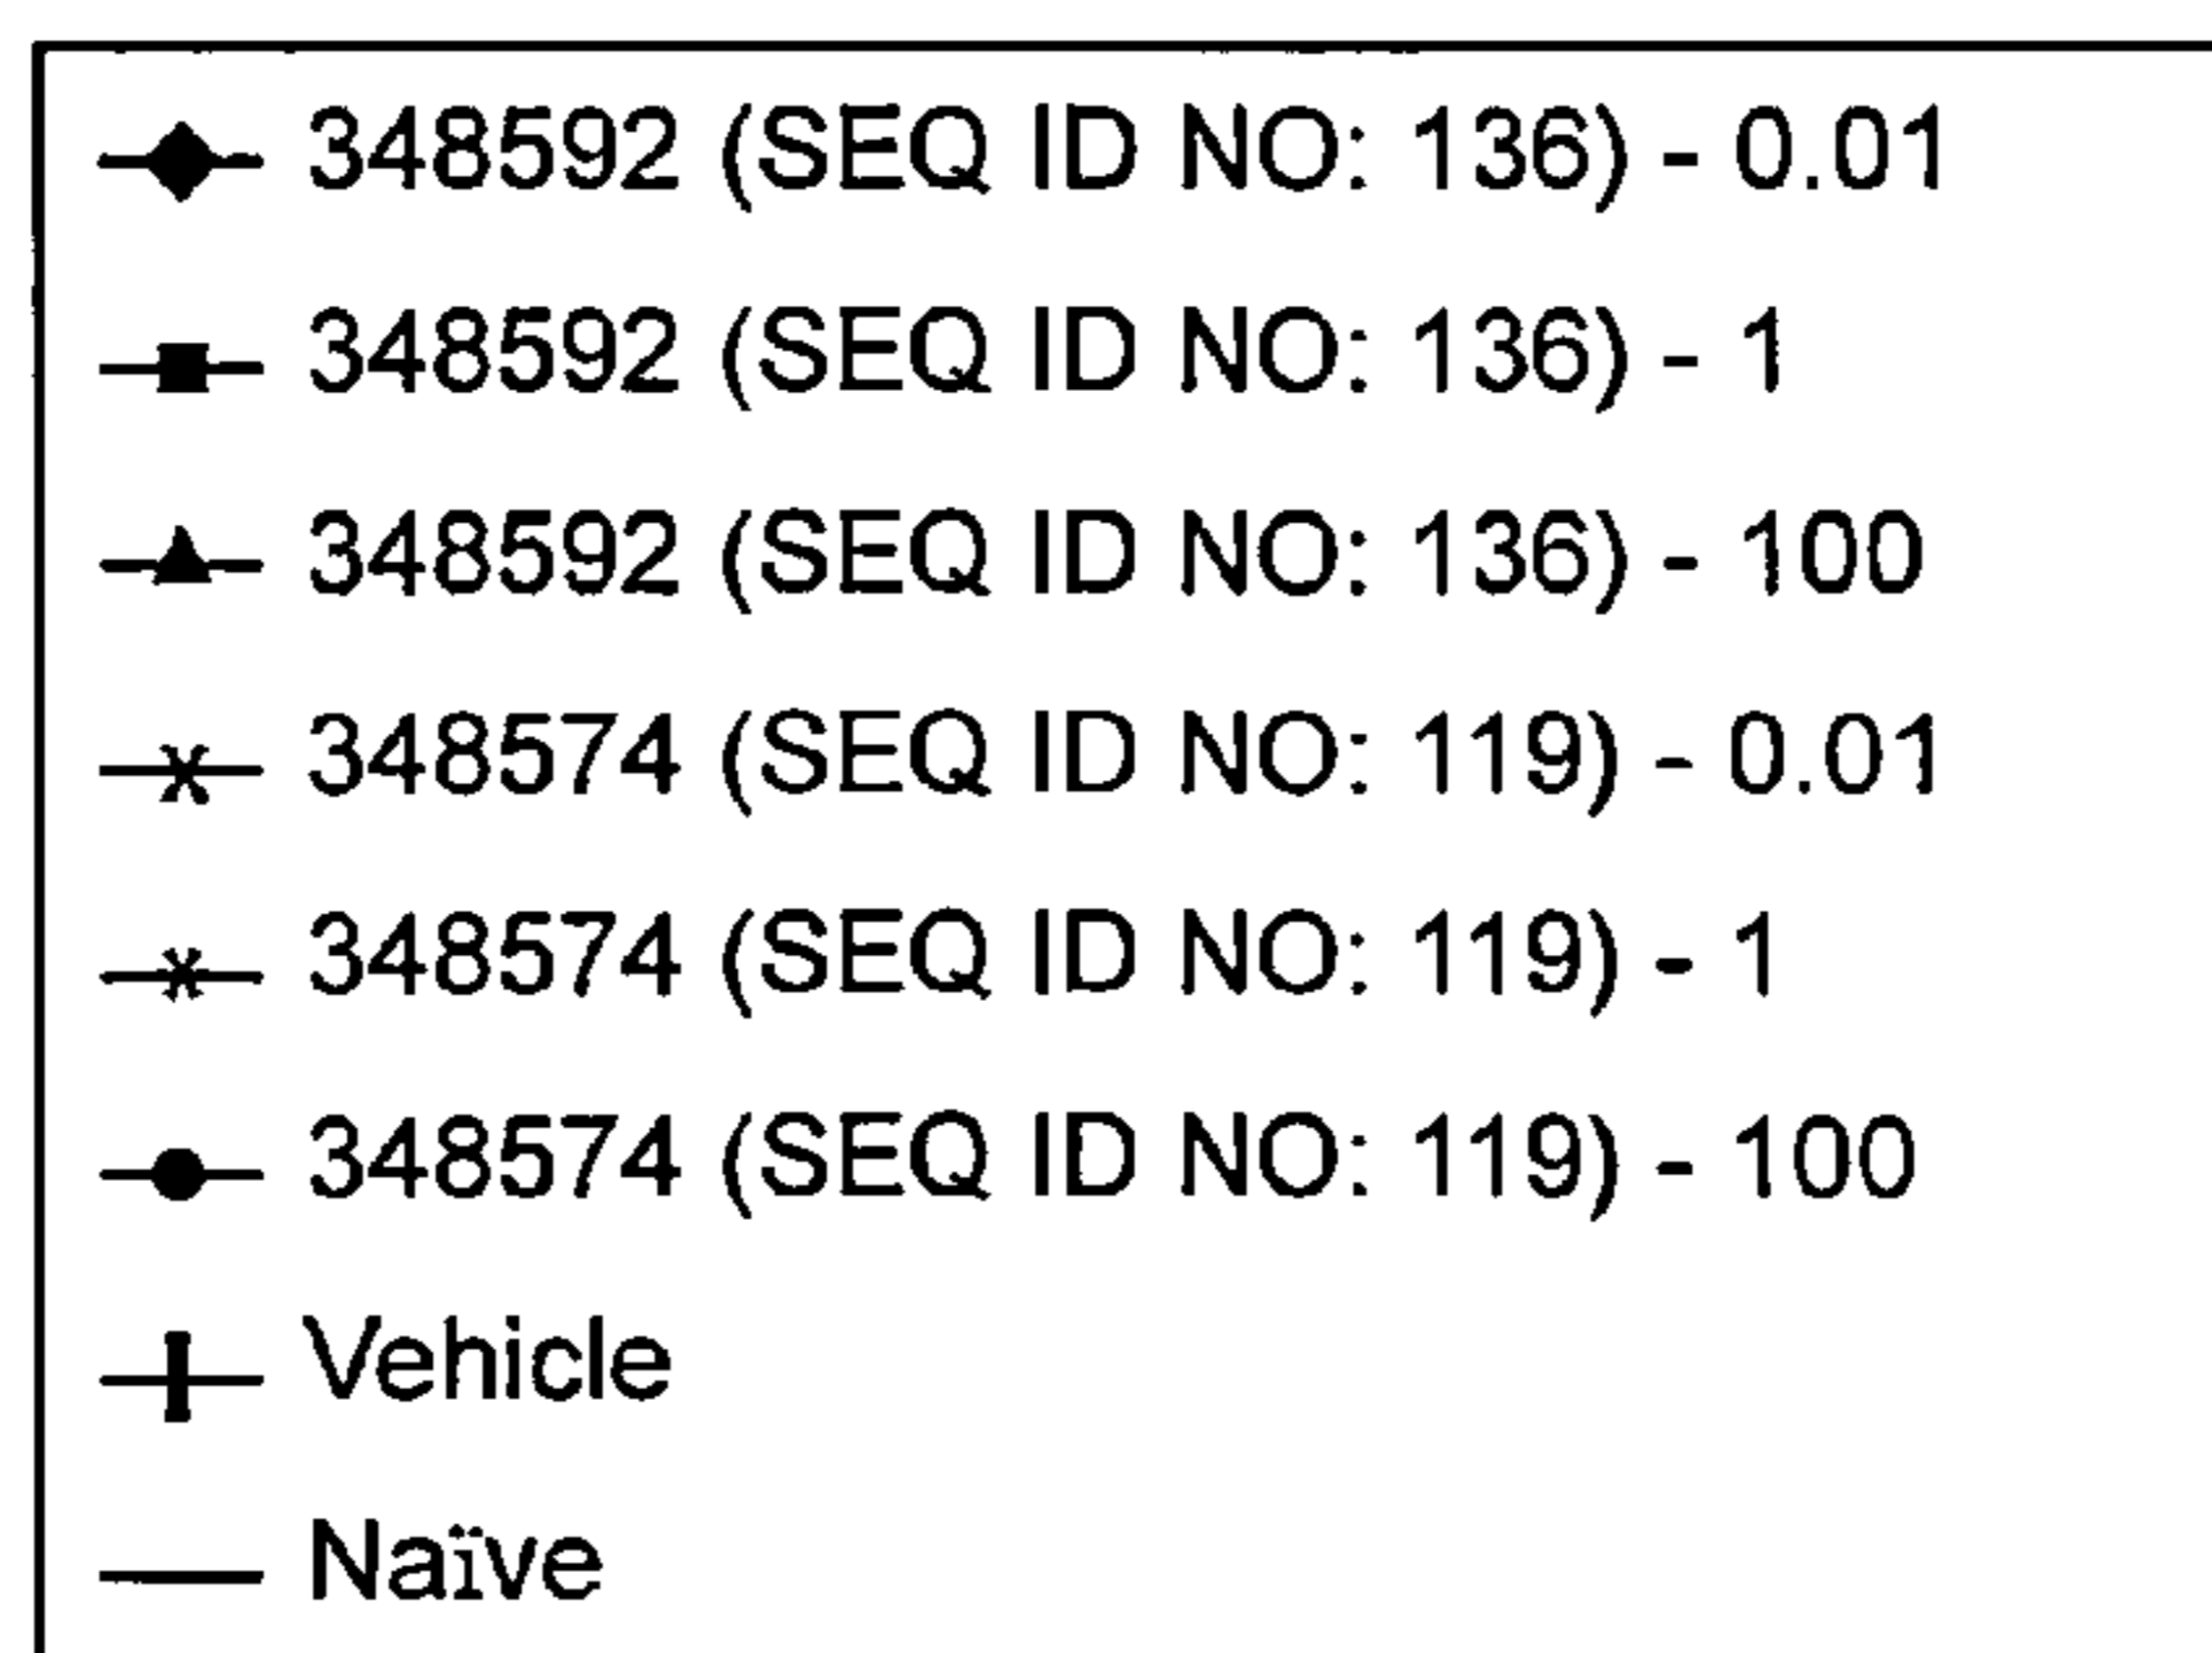 348592 (SEQ ID NO: 136) - 0.01
348592 (SEQ ID NO: 136) - 1
348592 (SEQ ID NO: 136) - 100
348574 (SEQ ID NO: 119) - 0.01
348574 (SEQ ID NO: 119) - 1
348574 (SEQ ID NO: 119) - 100
Vehicle
Naïve